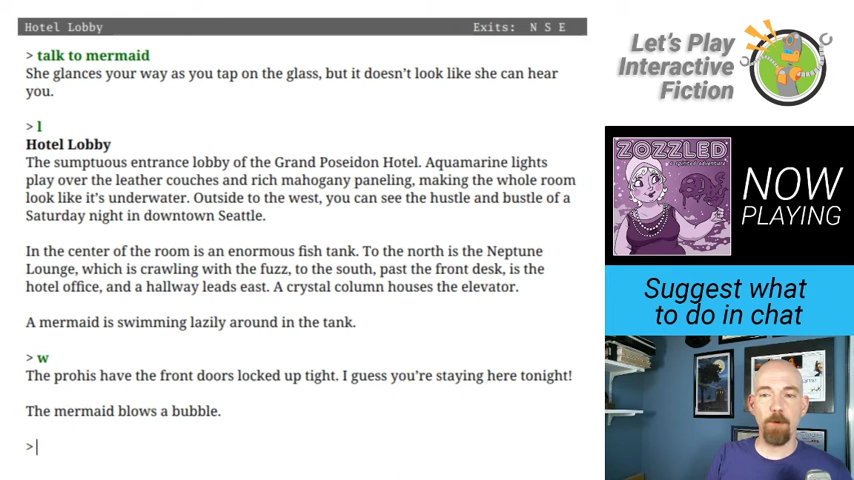 Hotel Lobby Exits: N S E
> talk to mermaid
She glances your way as you tap on the glass, but it doesn't look like she can hear
you.
> l
Hotel Lobby
The sumptuous entrance lobby of the Grand Poseidon Hotel. Aquamarine lights
play over the leather couches and rich mahogany paneling, making the whole room
look like it's underwater. Outside to the west, you can see the hustle and bustle of a
Saturday night in downtown Seattle.
In the center of the room is an enormous fish tank. To the north is the Neptune
Lounge, which is crawling with the fuzz, to the south, past the front desk, is the
hotel office, and a hallway leads east. A crystal column houses the elevator.
A mermaid is swimming lazily around in the tank.
> w
The prohis have the front doors locked up tight. I guess you're staying here tonight!
The mermaid blows a bubble.
>
Let's Play
Interactive
Fiction
ZOZZLED
a spirited adventure
NOW
PLAYING
Suggest what
to do in chat